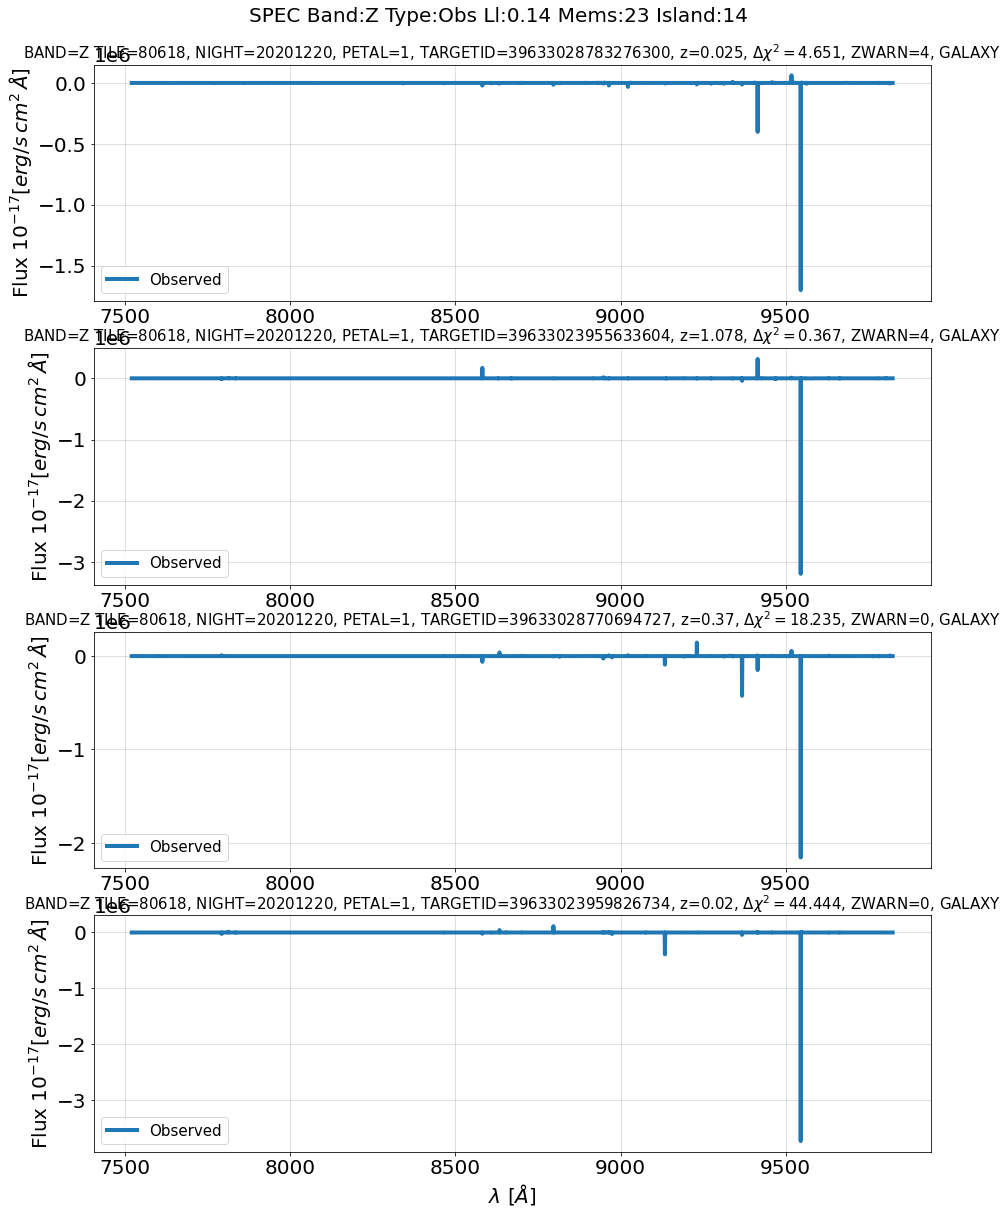 SPEC Band:Z Type:Obs Ll:0.14 Mems:23 Island:14
BAND=Z TILE=80618, NIGHT=20201220, PETAL=1, TARGETID=39633028783276300, z=0.025, Δχ² = 4.651, ZWARN=4, GALAXY
1e6
0.0
−0.5
−1.0
−1.5
Flux 10⁻¹⁷[erg/s cm² Å]
Observed
7500 8000 8500 9000 9500
BAND=Z TILE=80618, NIGHT=20201220, PETAL=1, TARGETID=39633023955633604, z=1.078, Δχ² = 0.367, ZWARN=4, GALAXY
1e6
0
−1
−2
−3
Flux 10⁻¹⁷[erg/s cm² Å]
Observed
7500 8000 8500 9000 9500
BAND=Z TILE=80618, NIGHT=20201220, PETAL=1, TARGETID=39633028770694727, z=0.37, Δχ² = 18.235, ZWARN=0, GALAXY
1e6
0
−1
−2
Flux 10⁻¹⁷[erg/s cm² Å]
Observed
7500 8000 8500 9000 9500
BAND=Z TILE=80618, NIGHT=20201220, PETAL=1, TARGETID=39633023959826734, z=0.02, Δχ² = 44.444, ZWARN=0, GALAXY
1e6
0
−1
−2
−3
Flux 10⁻¹⁷[erg/s cm² Å]
Observed
7500 8000 8500 9000 9500
λ [Å]